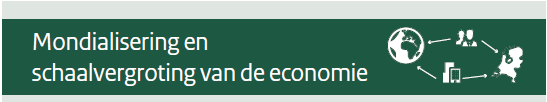 Mondialisering en
schaalvergroting van de economie